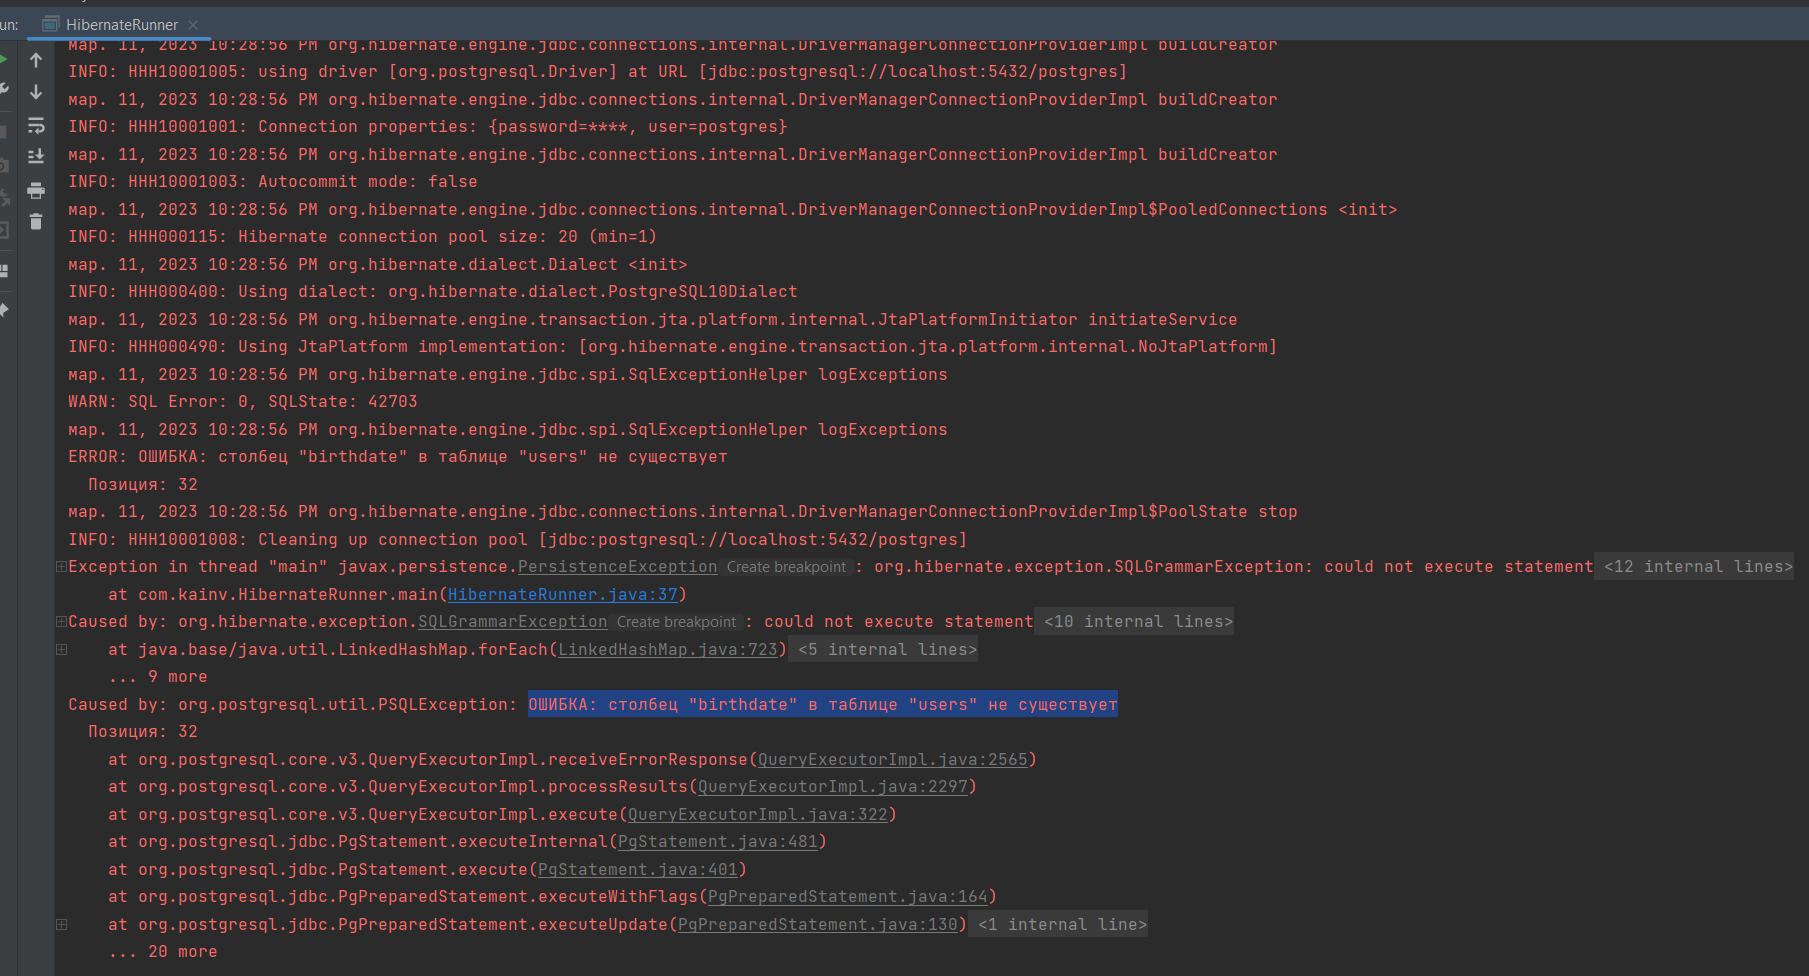 un:
HibernateRunner
мар. 11, 2023 10:28:56 PM org.hibernate.engine.jdbc.connections.internal.DriverManagerConnectionProviderImpl buildCreator
INFO: HHH10001005: using driver [org.postgresql.Driver] at URL [jdbc:postgresql://localhost:5432/postgres]
мар. 11, 2023 10:28:56 PM org.hibernate.engine.jdbc.connections.internal.DriverManagerConnectionProviderImpl buildCreator
INFO: HHH10001001: Connection properties: {password=****, user=postgres}
мар. 11, 2023 10:28:56 PM org.hibernate.engine.jdbc.connections.internal.DriverManagerConnectionProviderImpl buildCreator
INFO: HHH10001003: Autocommit mode: false
мар. 11, 2023 10:28:56 PM org.hibernate.engine.jdbc.connections.internal.DriverManagerConnectionProviderImpl$PooledConnections <init>
INFO: HHH000115: Hibernate connection pool size: 20 (min=1)
мар. 11, 2023 10:28:56 PM org.hibernate.dialect.Dialect <init>
INFO: HHH000400: Using dialect: org.hibernate.dialect.PostgreSQL10Dialect
мар. 11, 2023 10:28:56 PM org.hibernate.engine.transaction.jta.platform.internal.JtaPlatformInitiator initiateService
INFO: HHH000490: Using JtaPlatform implementation: [org.hibernate.engine.transaction.jta.platform.internal.NoJtaPlatform]
мар. 11, 2023 10:28:56 PM org.hibernate.engine.jdbc.spi.SqlExceptionHelper logExceptions
WARN: SQL Error: 0, SQLState: 42703
мар. 11, 2023 10:28:56 PM org.hibernate.engine.jdbc.spi.SqlExceptionHelper logExceptions
ERROR: ОШИБКА: столбец "birthdate" в таблице "users" не существует
Позиция: 32
мар. 11, 2023 10:28:56 PM org.hibernate.engine.jdbc.connections.internal.DriverManagerConnectionProviderImpl$PoolState stop
INFO: HHH10001008: Cleaning up connection pool [jdbc:postgresql://localhost:5432/postgres]
Exception in thread "main" javax.persistence.PersistenceException Create breakpoint : org.hibernate.exception.SQLGrammarException: could not execute statement <12 internal lines>
at com.kainv.HibernateRunner.main(HibernateRunner.java:37)
Caused by: org.hibernate.exception.SQLGrammarException Create breakpoint : could not execute statement <10 internal lines>
at java.base/java.util.LinkedHashMap.forEach(LinkedHashMap.java:723) <5 internal lines>
... 9 more
Caused by: org.postgresql.util.PSQLException: ОШИБКА: столбец "birthdate" в таблице "users" не существует
Позиция: 32
at org.postgresql.core.v3.QueryExecutorImpl.receiveErrorResponse(QueryExecutorImpl.java:2565)
at org.postgresql.core.v3.QueryExecutorImpl.processResults(QueryExecutorImpl.java:2297)
at org.postgresql.core.v3.QueryExecutorImpl.execute(QueryExecutorImpl.java:322)
at org.postgresql.jdbc.PgStatement.executeInternal(PgStatement.java:481)
at org.postgresql.jdbc.PgStatement.execute(PgStatement.java:401)
at org.postgresql.jdbc.PgPreparedStatement.executeWithFlags(PgPreparedStatement.java:164)
at org.postgresql.jdbc.PgPreparedStatement.executeUpdate(PgPreparedStatement.java:130) <1 internal line>
... 20 more